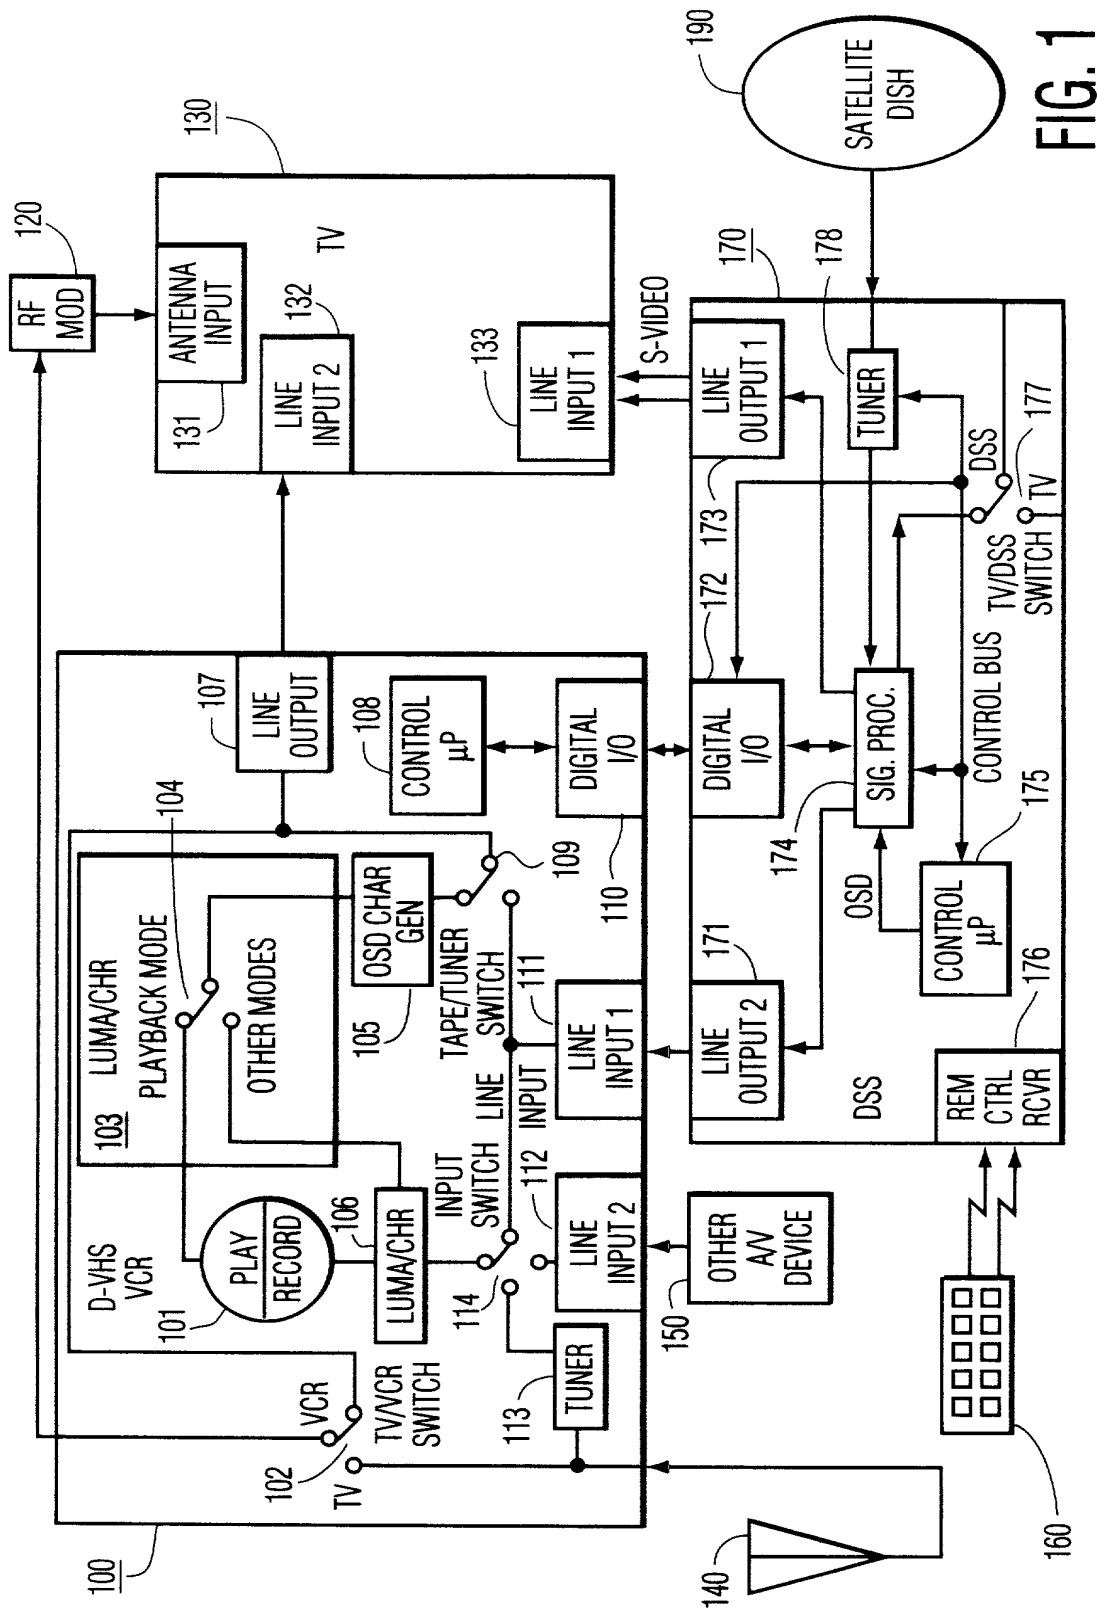 FIG. 1
100
D-VHS
VCR
101
PLAY
RECORD
102
TV
VCR
TV/VCR
SWITCH
103
LUMA/CHR
PLAYBACK MODE
OTHER MODES
104
105
OSD CHAR
GEN
106
LUMA/CHR
107
LINE
OUTPUT
108
CONTROL
µP
109
TAPE/TUNER
SWITCH
110
DIGITAL
I/O
111
LINE
INPUT 1
LINE
INPUT
112
LINE
INPUT 2
INPUT
SWITCH
113
TUNER
114
120
RF
MOD
130
TV
131
ANTENNA
INPUT
132
LINE
INPUT 2
133
LINE
INPUT 1
S-VIDEO
140
150
OTHER
A/V
DEVICE
160
170
DSS
171
LINE
OUTPUT 2
172
DIGITAL
I/O
173
LINE
OUTPUT 1
174
SIG. PROC.
175
CONTROL
µP
OSD
CONTROL BUS
176
REM
CTRL
RCVR
177
TV/DSS
SWITCH
TV
DSS
178
TUNER
190
SATELLITE
DISH